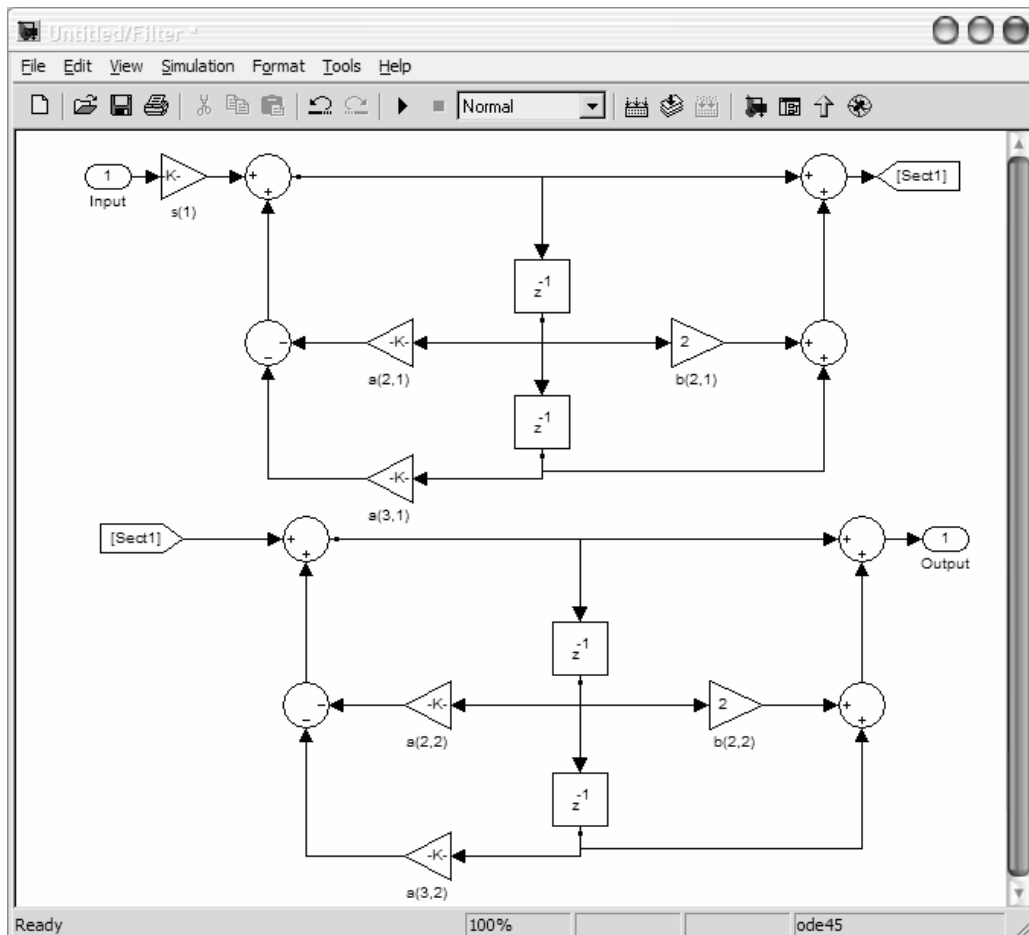 Untitled/Filter *
File Edit View Simulation Format Tools Help
Normal
1
Input
K-
s(1)
+
+
+
+
[Sect1]
z-1
-
-
-K-
a(2,1)
2
b(2,1)
+
+
z-1
-K-
a(3,1)
[Sect1]
+
+
+
+
1
Output
z-1
-
-
-K-
a(2,2)
2
b(2,2)
+
+
z-1
-K-
a(3,2)
Ready 100% ode45